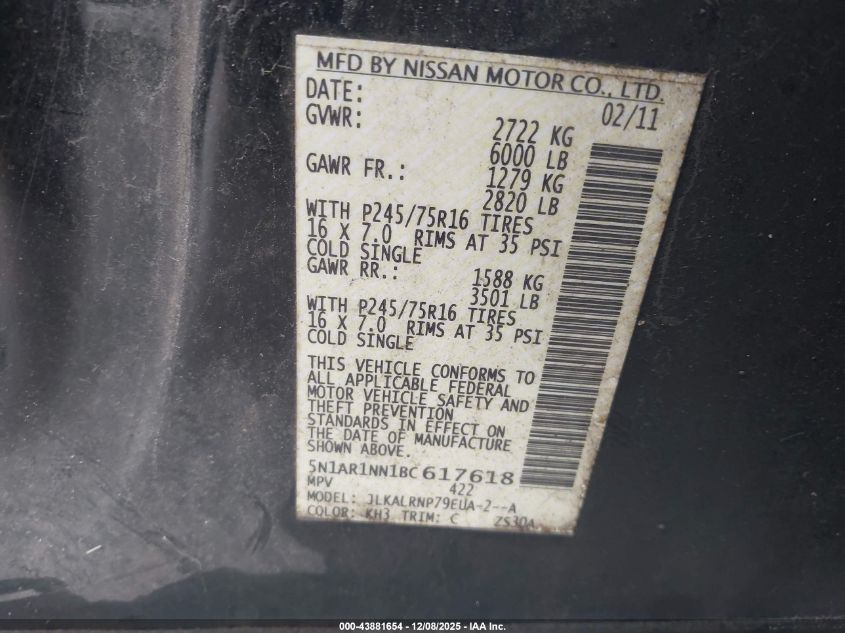 MFD BY NISSAN MOTOR CO., LTD.
DATE: 02/11
GVWR: 2722 KG
6000 LB
GAWR FR.: 1279 KG
2820 LB
WITH P245/75R16 TIRES
16 X 7.0 RIMS AT 35 PSI
COLD SINGLE
GAWR RR.: 1588 KG
3501 LB
WITH P245/75R16 TIRES
16 X 7.0 RIMS AT 35 PSI
COLD SINGLE
THIS VEHICLE CONFORMS TO
ALL APPLICABLE FEDERAL
MOTOR VEHICLE SAFETY AND
THEFT PREVENTION
STANDARDS IN EFFECT ON
THE DATE OF MANUFACTURE
SHOWN ABOVE.
5N1AR1NN1BC617618
MPV 422
MODEL: JLKALRNP79EUA-2--A
COLOR: KH3 TRIM: C ZS30A
000-43881654 - 12/08/2025 - IAA Inc.